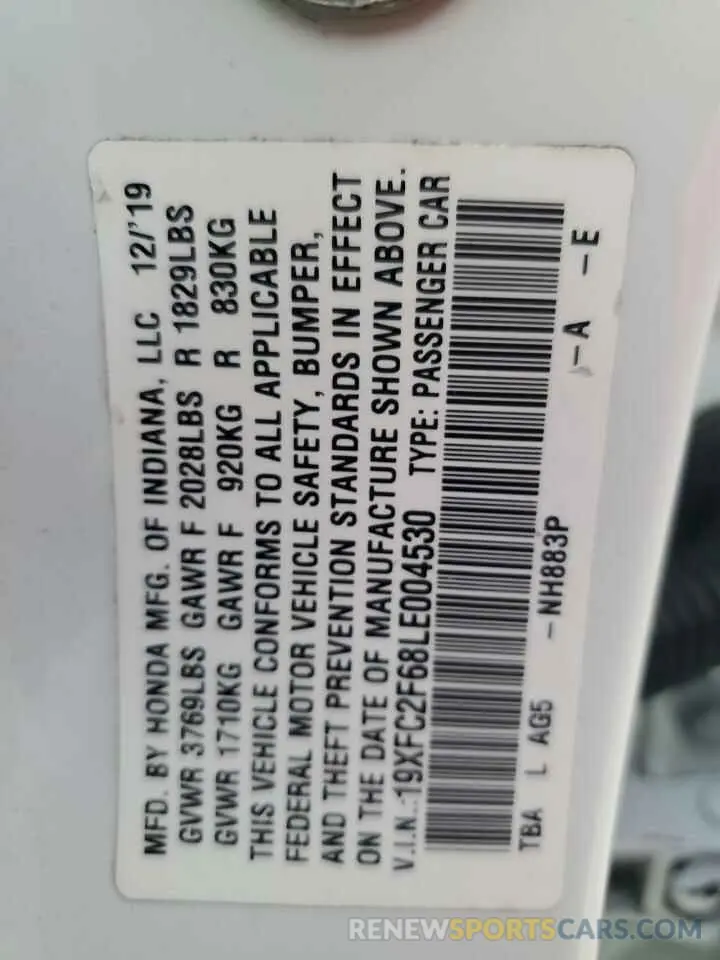 MFD. BY HONDA MFG. OF INDIANA, LLC 12/'19
GVWR 3769LBS GAWR F 2028LBS R 1829LBS
GVWR 1710KG GAWR F 920KG R 830KG
THIS VEHICLE CONFORMS TO ALL APPLICABLE
FEDERAL MOTOR VEHICLE SAFETY, BUMPER,
AND THEFT PREVENTION STANDARDS IN EFFECT
ON THE DATE OF MANUFACTURE SHOWN ABOVE.
V.I.N.:19XFC2F68LE004530 TYPE: PASSENGER CAR
TBA L AG5 -NH883P -A -E
RENEWSPORTSCARS.COM